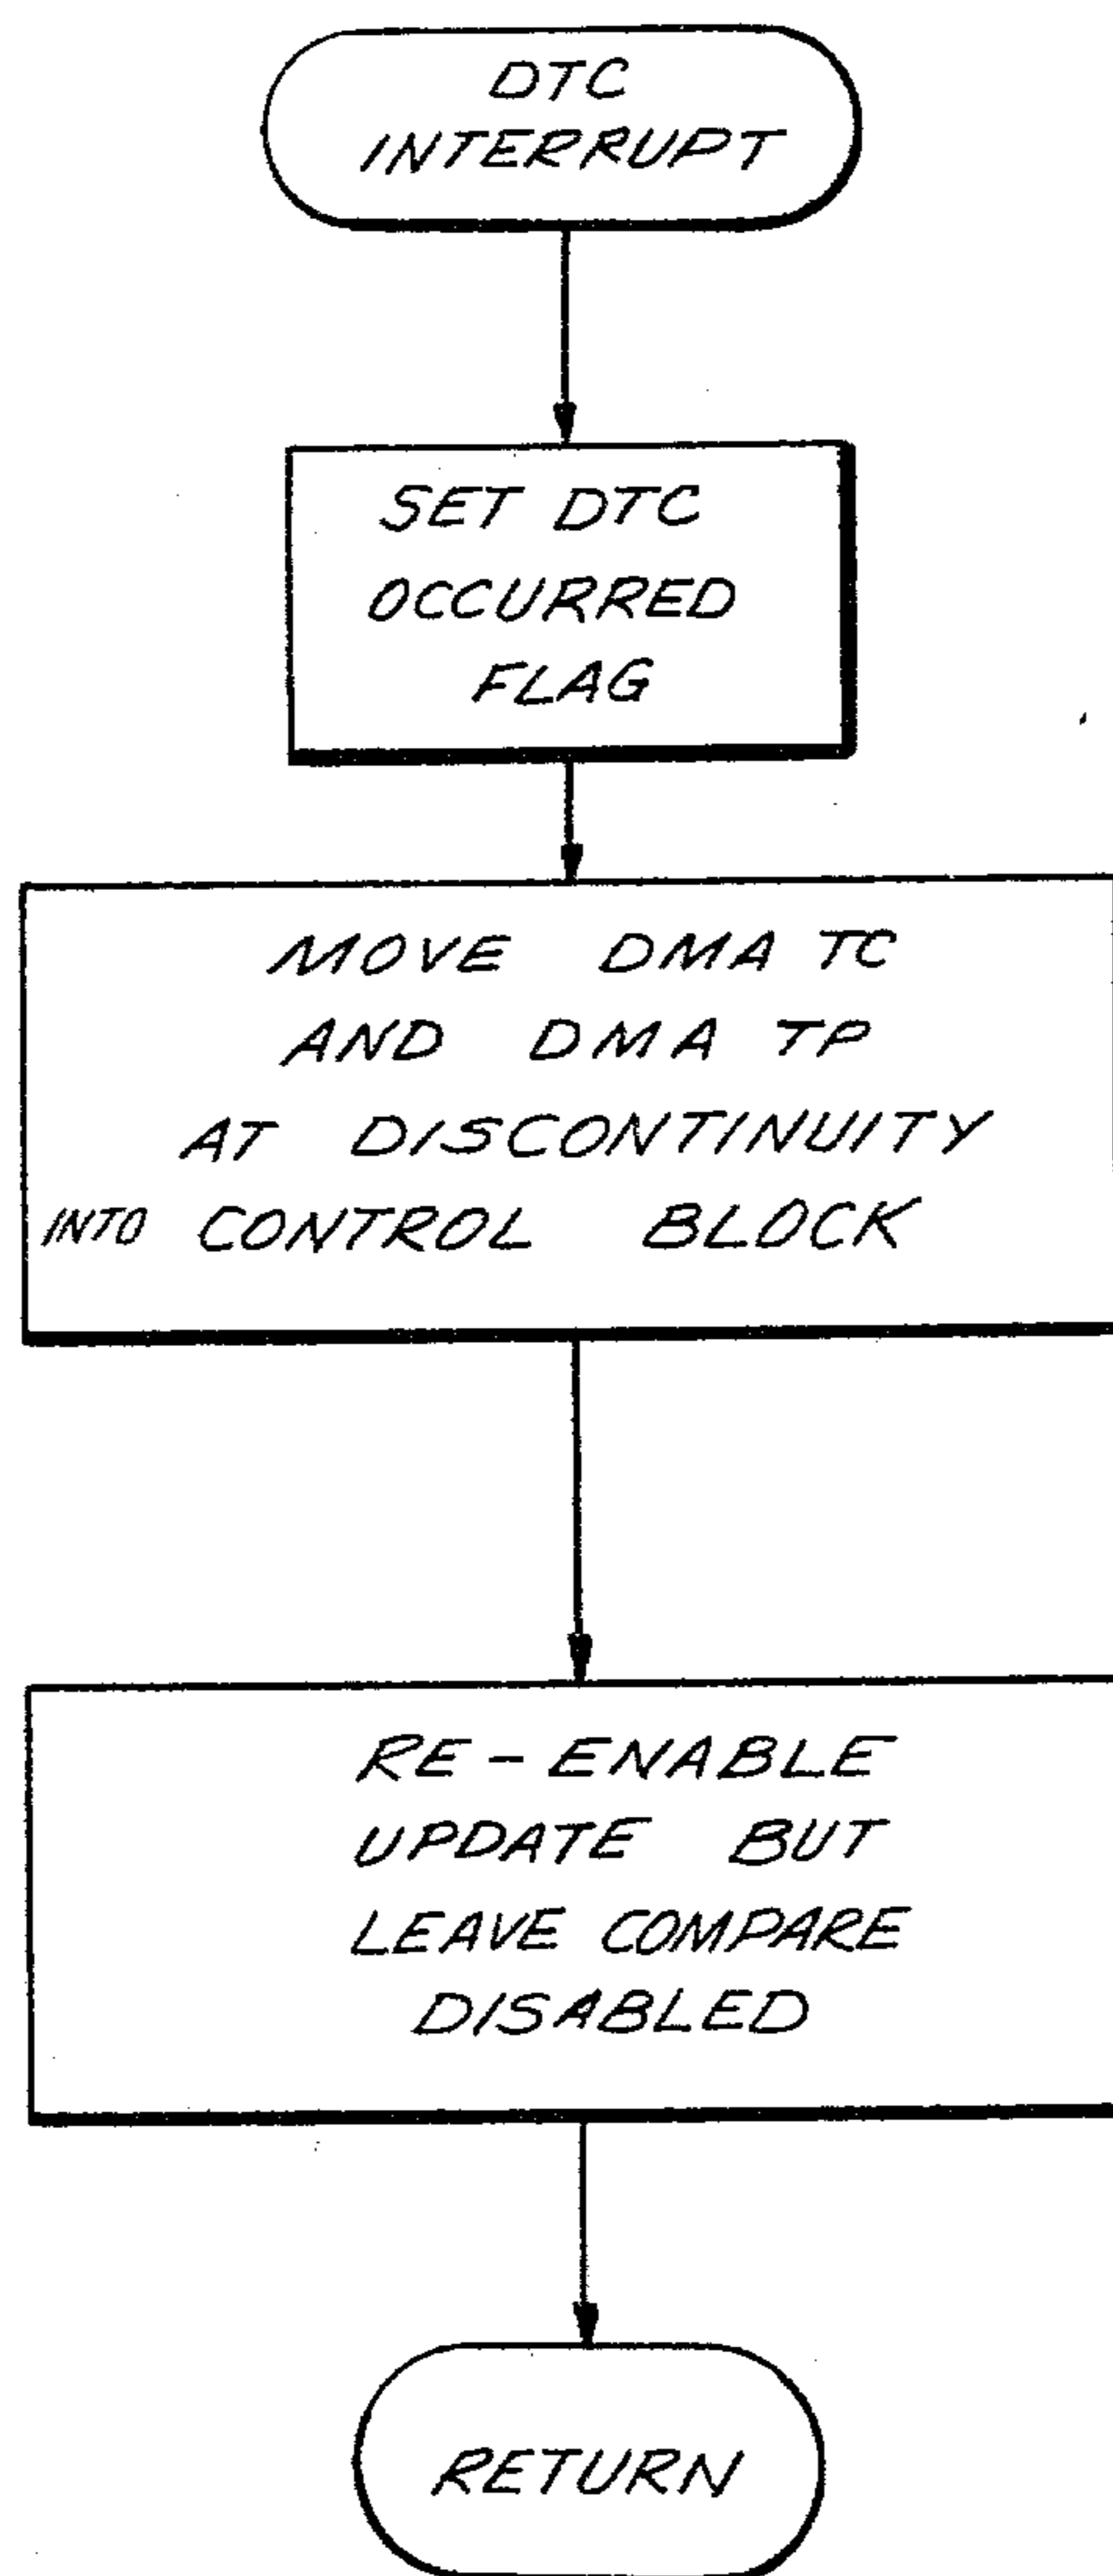 DTC
INTERRUPT
SET DTC
OCCURRED
FLAG
MOVE DMA TC
AND DMA TP
AT DISCONTINUITY
INTO CONTROL BLOCK
RE-ENABLE
UPDATE BUT
LEAVE COMPARE
DISABLED
RETURN